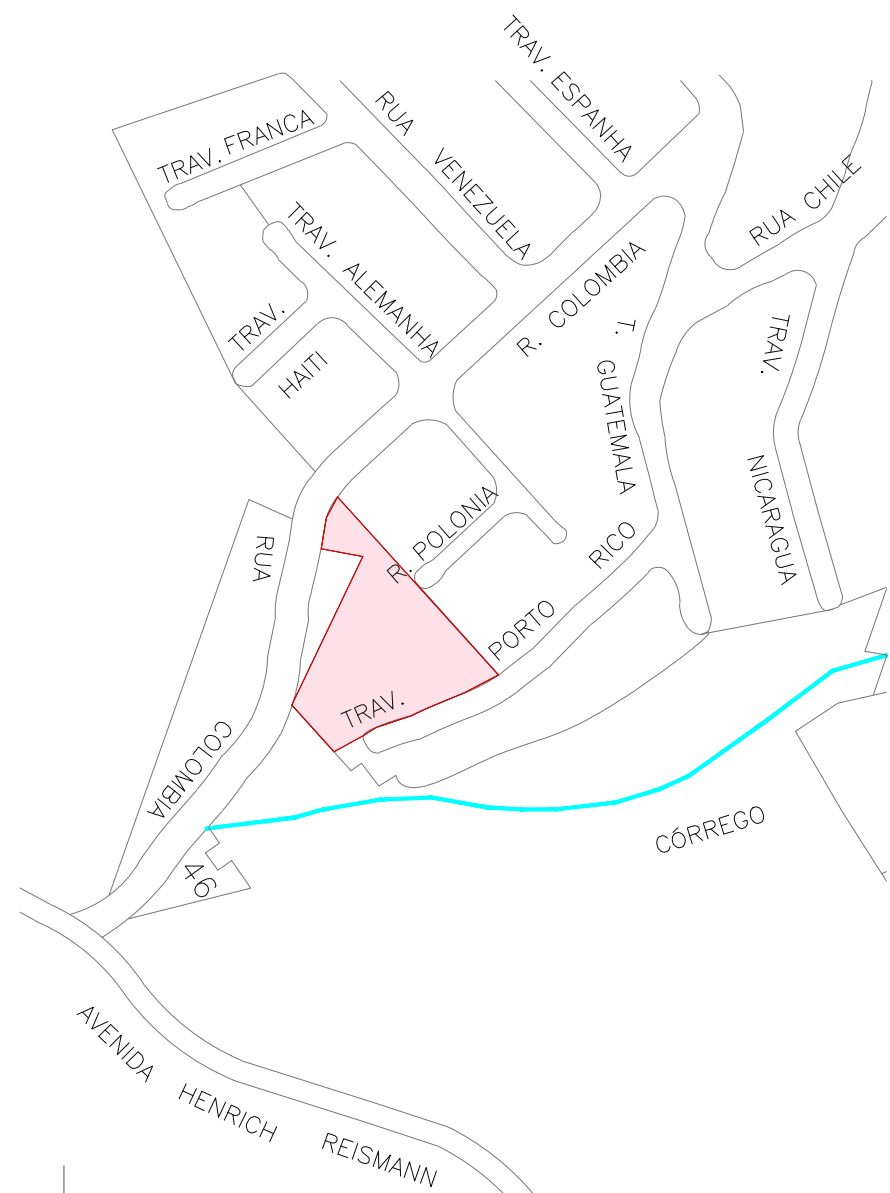 TRAV. ESPANHA
RUA VENEZUELA
TRAV. FRANCA
RUA CHILE
TRAV. ALEMANHA
R. COLOMBIA
TRAV. HAITI
T. GUATEMALA
TRAV. NICARAGUA
R. POLONIA
RUA COLOMBIA
TRAV. PORTO RICO
CÓRREGO
46
AVENIDA HENRICH REISMANN